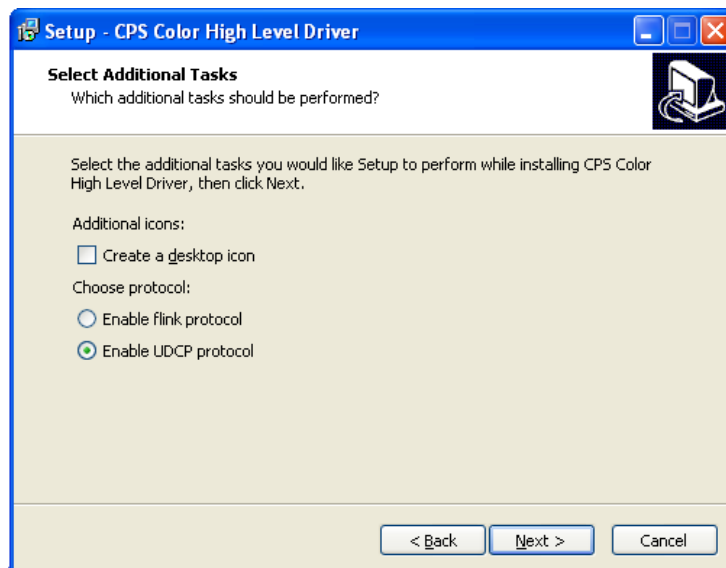 Setup - CPS Color High Level Driver
Select Additional Tasks
Which additional tasks should be performed?
Select the additional tasks you would like Setup to perform while installing CPS Color
High Level Driver, then click Next.
Additional icons:
Create a desktop icon
Choose protocol:
Enable flink protocol
Enable UDCP protocol
< Back Next > Cancel